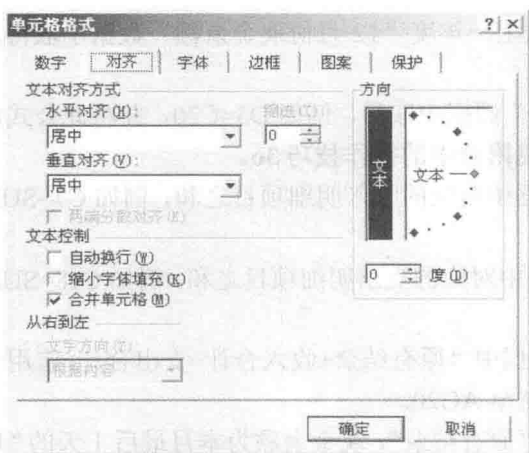 单元格格式
数字 对齐 字体 边框 图案 保护
文本对齐方式
水平对齐(H): 缩进(I):
居中 0
垂直对齐(V):
居中
两端分散对齐(E)
文本控制
自动换行(W)
缩小字体填充(K)
合并单元格(M)
从右到左
文字方向(T):
根据内容
方向
文本
文本
0 度(D)
确定 取消